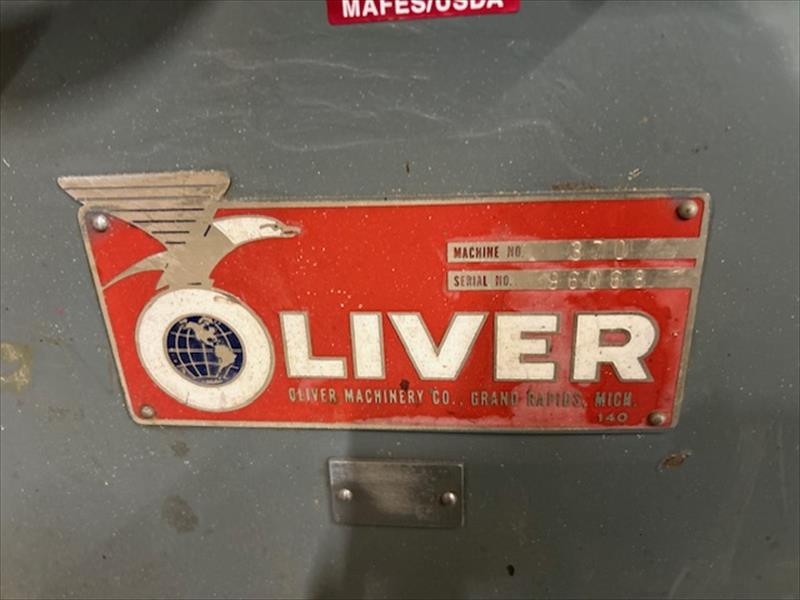 MAFES/USDA
MACHINE NO. 370
SERIAL NO. 96068
OLIVER
OLIVER MACHINERY CO., GRAND RAPIDS, MICH.
140